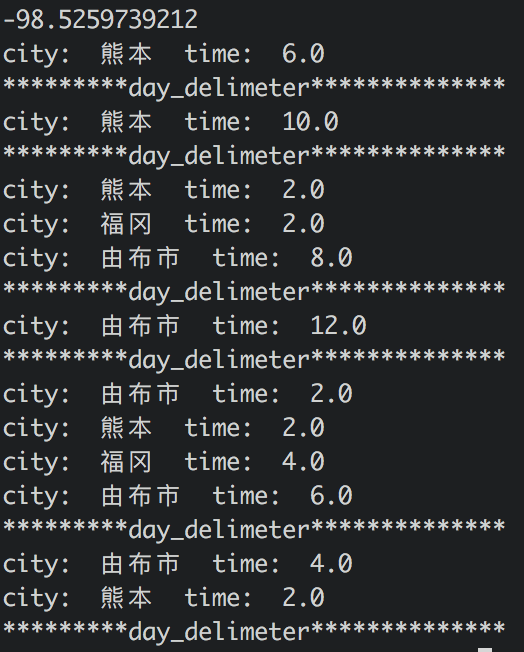 -98.5259739212
city:  熊本  time:  6.0
*********day_delimeter**************
city:  熊本  time:  10.0
*********day_delimeter**************
city:  熊本  time:  2.0
city:  福冈  time:  2.0
city:  由布市  time:  8.0
*********day_delimeter**************
city:  由布市  time:  12.0
*********day_delimeter**************
city:  由布市  time:  2.0
city:  熊本  time:  2.0
city:  福冈  time:  4.0
city:  由布市  time:  6.0
*********day_delimeter**************
city:  由布市  time:  4.0
city:  熊本  time:  2.0
*********day_delimeter**************